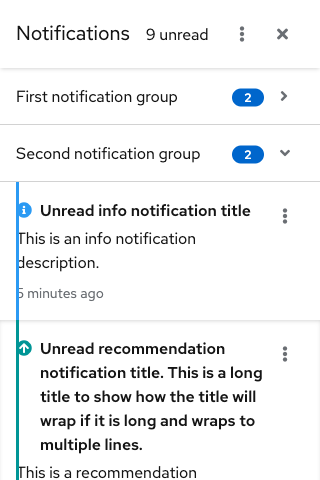 Notifications 9 unread
First notification group 2
Second notification group 2
Unread info notification title
This is an info notification
description.
5 minutes ago
Unread recommendation
notification title. This is a long
title to show how the title will
wrap if it is long and wraps to
multiple lines.
This is a recommendation